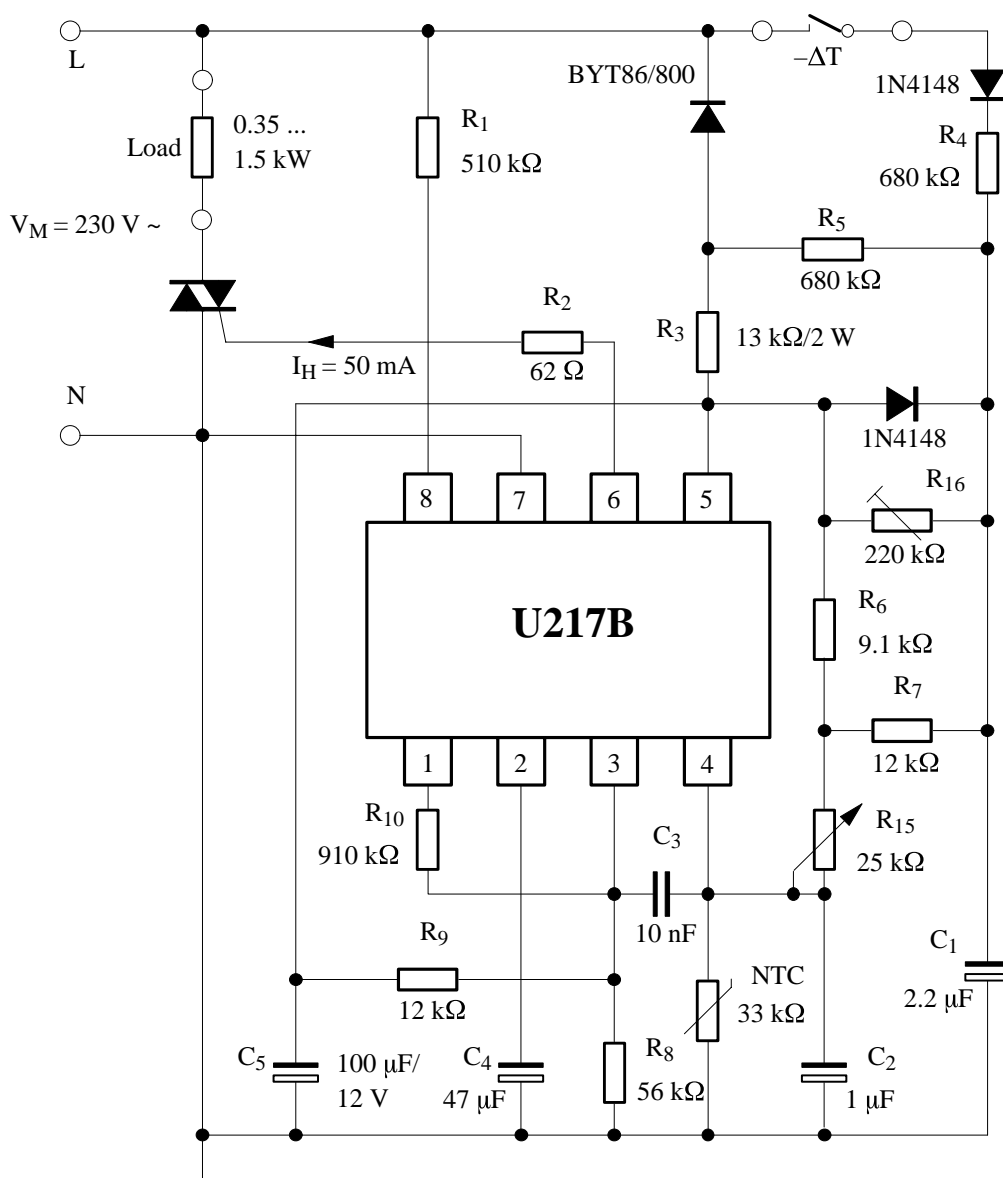 L
−ΔT
BYT86/800
1N4148
R1
510 kΩ
Load
0.35 ...
1.5 kW
R4
680 kΩ
VM = 230 V ~
R5
680 kΩ
R2
62 Ω
R3
13 kΩ/2 W
IH = 50 mA
N
1N4148
8
7
6
5
R16
220 kΩ
U217B
R6
9.1 kΩ
R7
12 kΩ
1
2
3
4
R10
910 kΩ
C3
10 nF
R15
25 kΩ
R9
12 kΩ
NTC
33 kΩ
C1
2.2 μF
C5
100 μF/
12 V
C4
47 μF
R8
56 kΩ
C2
1 μF